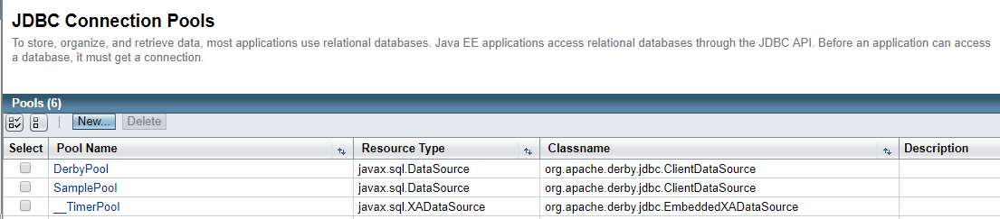 JDBC Connection Pools
To store, organize, and retrieve data, most applications use relational databases. Java EE applications access relational databases through the JDBC API. Before an application can access
a database, it must get a connection.
Pools (6)
New... Delete
Select Pool Name Resource Type Classname Description
DerbyPool javax.sql.DataSource org.apache.derby.jdbc.ClientDataSource
SamplePool javax.sql.DataSource org.apache.derby.jdbc.ClientDataSource
__TimerPool javax.sql.XADataSource org.apache.derby.jdbc.EmbeddedXADataSource